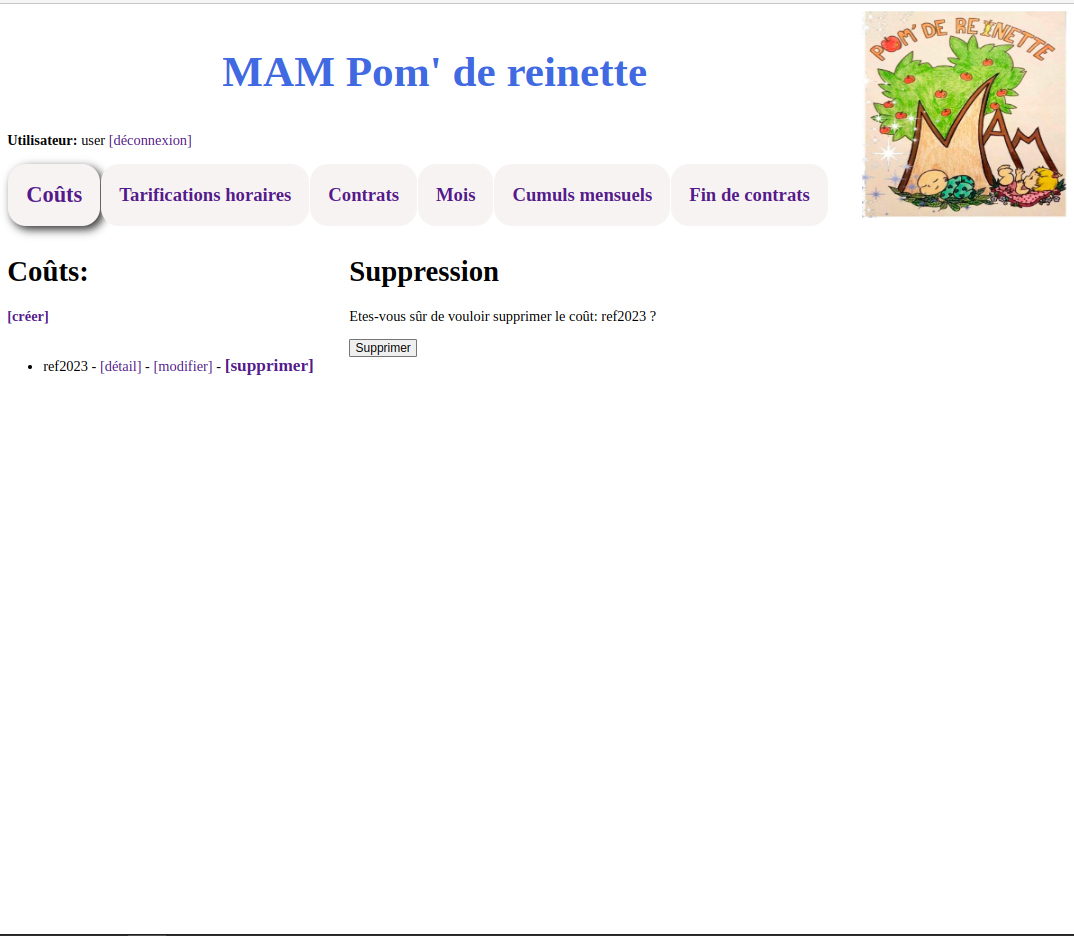 MAM Pom' de reinette
POM' DE REINETTE
MAM
Utilisateur: user [déconnexion]
Coûts Tarifications horaires Contrats Mois Cumuls mensuels Fin de contrats
Coûts:
[créer]
ref2023 - [détail] - [modifier] - [supprimer]
Suppression
Etes-vous sûr de vouloir supprimer le coût: ref2023 ?
Supprimer